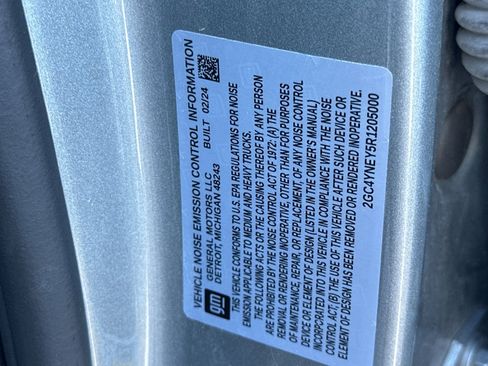 VEHICLE NOISE EMISSION CONTROL INFORMATION
GENERAL MOTORS LLC BUILT 02/24
DETROIT, MICHIGAN 48243
gm
THIS VEHICLE CONFORMS TO U.S. EPA REGULATIONS FOR NOISE
EMISSION APPLICABLE TO MEDIUM AND HEAVY TRUCKS.
THE FOLLOWING ACTS OR THE CAUSING THEREOF BY ANY PERSON
ARE PROHIBITED BY THE NOISE CONTROL ACT OF 1972: (A) THE
REMOVAL OR RENDERING INOPERATIVE, OTHER THAN FOR PURPOSES
OF MAINTENANCE, REPAIR, OR REPLACEMENT, OF ANY NOISE CONTROL
DEVICE OR ELEMENT OF DESIGN (LISTED IN THE OWNER'S MANUAL)
INCORPORATED INTO THIS VEHICLE IN COMPLIANCE WITH THE NOISE
CONTROL ACT; (B) THE USE OF THIS VEHICLE AFTER SUCH DEVICE OR
ELEMENT OF DESIGN HAS BEEN REMOVED OR RENDERED INOPERATIVE.
2GC4YNEY5R1205000